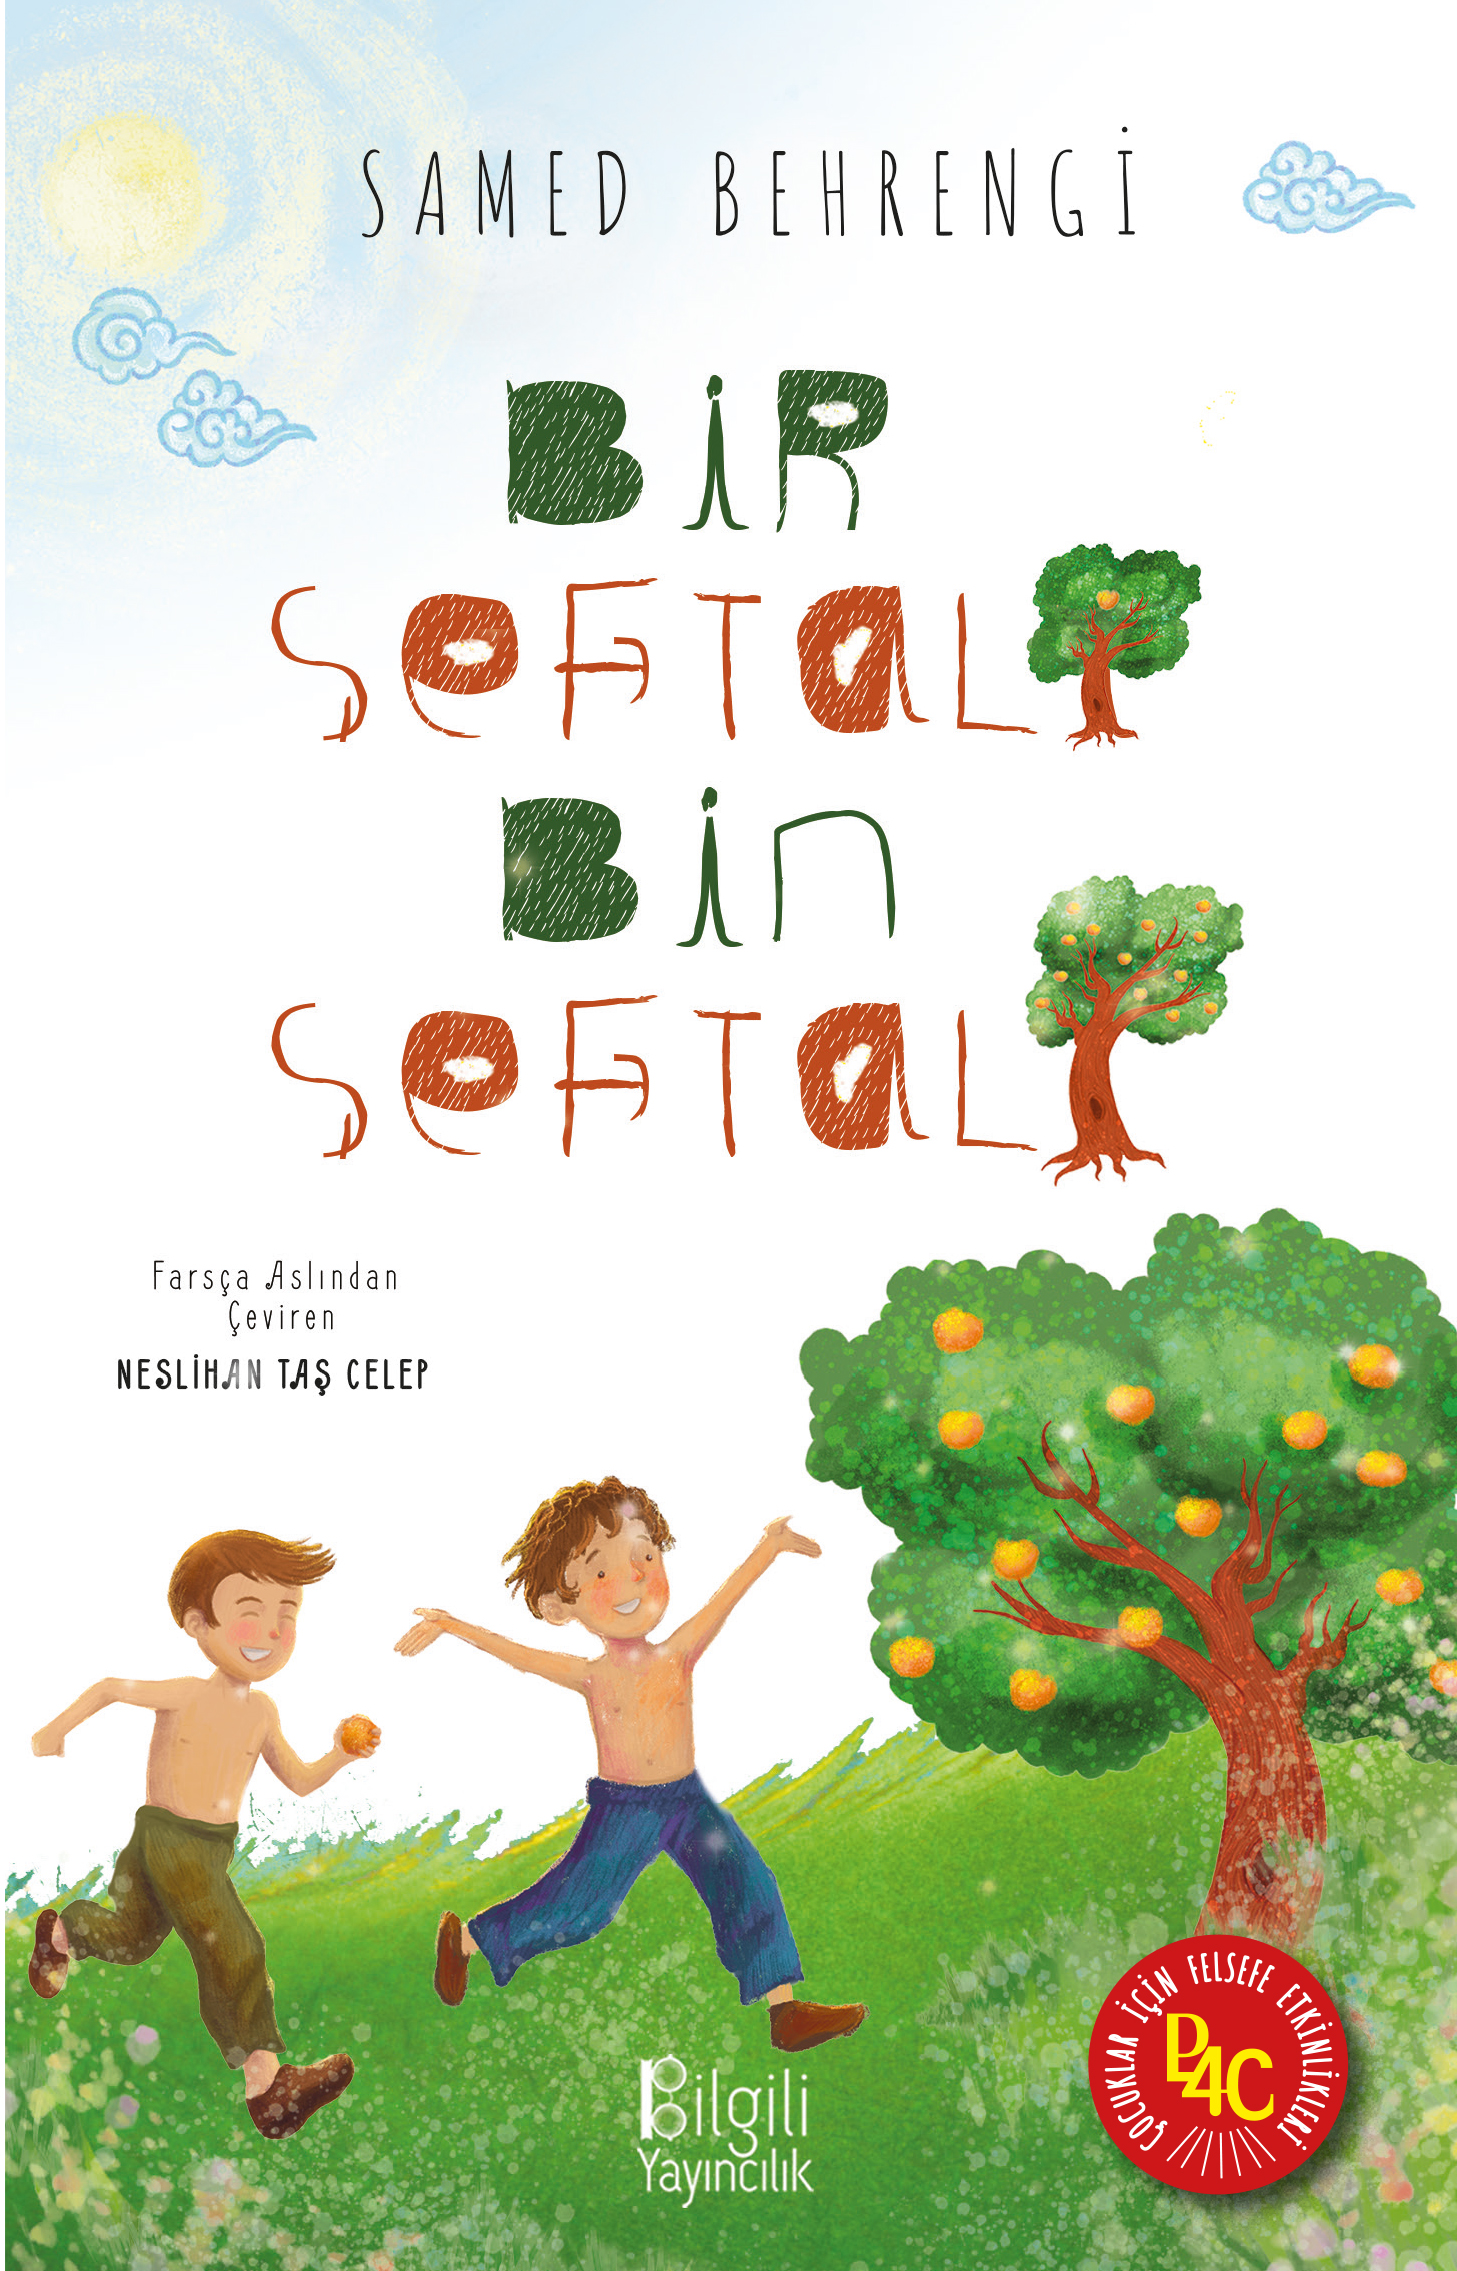 SAMED BEHRENGİ
BİR
ŞEFTALİ
BİN
ŞEFTALİ
Farsça Aslından
Çeviren
NESLİHAN TAŞ CELEP
ÇOCUKLAR İÇİN FELSEFE ETKİNLİKLERİ
P4C
Bilgili
Yayıncılık